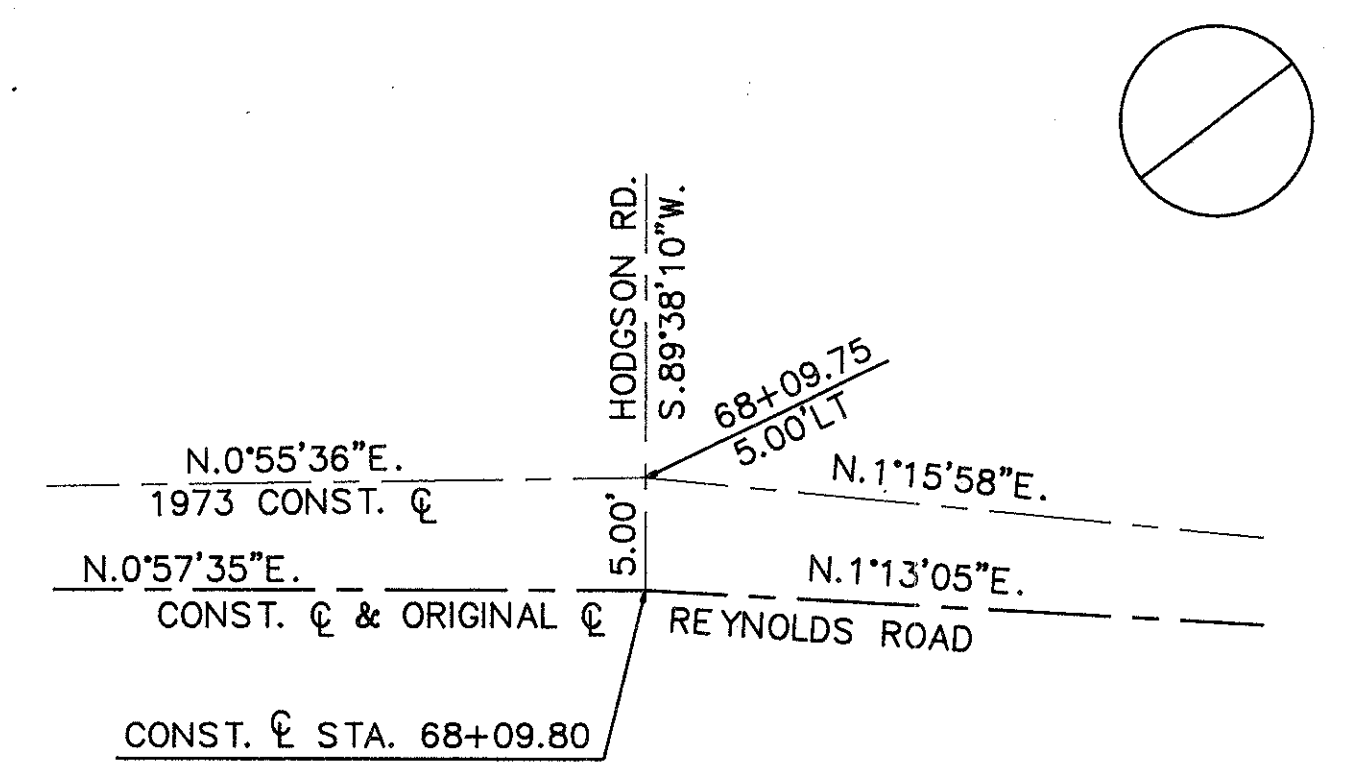 HODGSON RD.
S.89°38'10"W.
68+09.75
5.00'LT
N.0°55'36"E.
1973 CONST. ℄
N.1°15'58"E.
5.00'
N.0°57'35"E.
CONST. ℄ & ORIGINAL ℄
N.1°13'05"E.
REYNOLDS ROAD
CONST. ℄ STA. 68+09.80